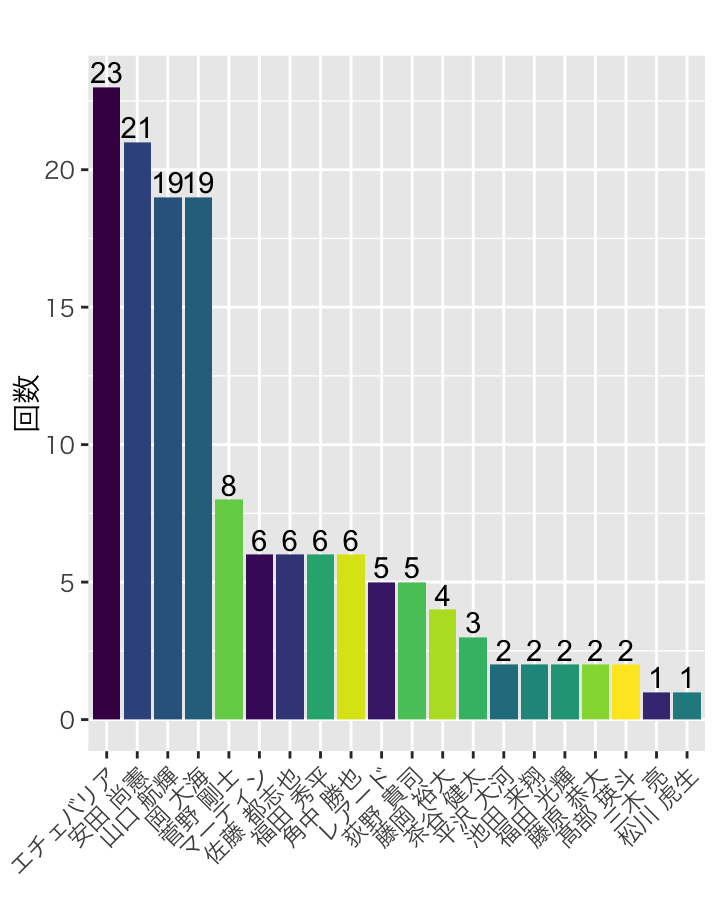 回数
20
15
10
5
0
23
21
19
19
8
6
6
6
6
5
5
4
3
2
2
2
2
2
1
1
エチェバリア
安田 尚憲
山口 航輝
岡 大海
菅野 剛士
マーティン
佐藤 都志也
福田 秀平
角中 勝也
レアード
荻野 貴司
藤岡 裕大
茶谷 健太
平沢 大河
池田 来翔
福田 光輝
藤原 恭大
髙部 瑛斗
三木 亮
松川 虎生